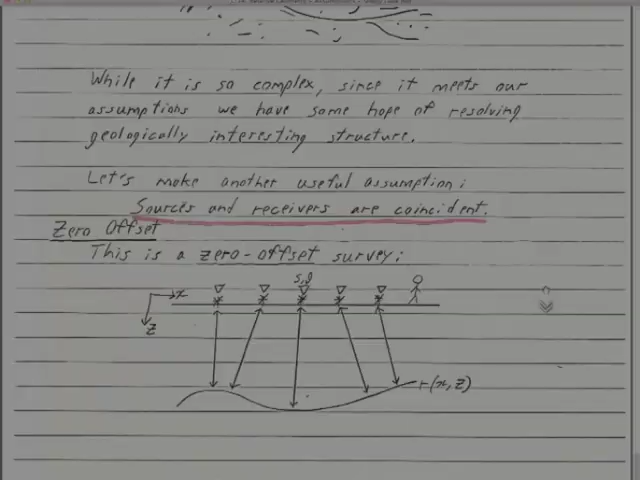 While it is so complex, since it meets our
assumptions we have some hope of resolving
geologically interesting structure.
Let's make another useful assumption:
Sources and receivers are coincident.
Zero Offset
This is a zero-offset survey:
s,g
x
z
r(x,z)